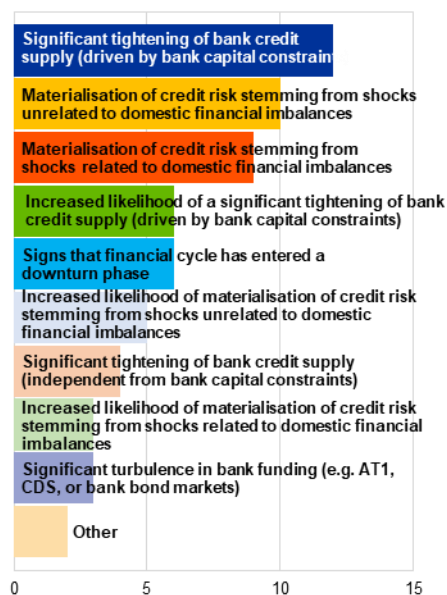 Significant tightening of bank credit
supply (driven by bank capital constraint
Materialisation of credit risk stemming from shocks
unrelated to domestic financial imbalances
Materialisation of credit risk stemming from
shocks related to domestic financial imbalances
Increased likelihood of a significant tightening of bank
credit supply (driven by bank capital constraints)
Signs that financial cycle has entered a
downturn phase
Increased likelihood of materialisation of credit risk
stemming from shocks unrelated to domestic
financial imbalances
Significant tightening of bank credit supply
(independent from bank capital constraints)
Increased likelihood of materialisation of credit risk
stemming from shocks related to domestic financial
imbalances
Significant turbulence in bank funding (e.g. AT1,
CDS, or bank bond markets)
Other
0 5 10 15